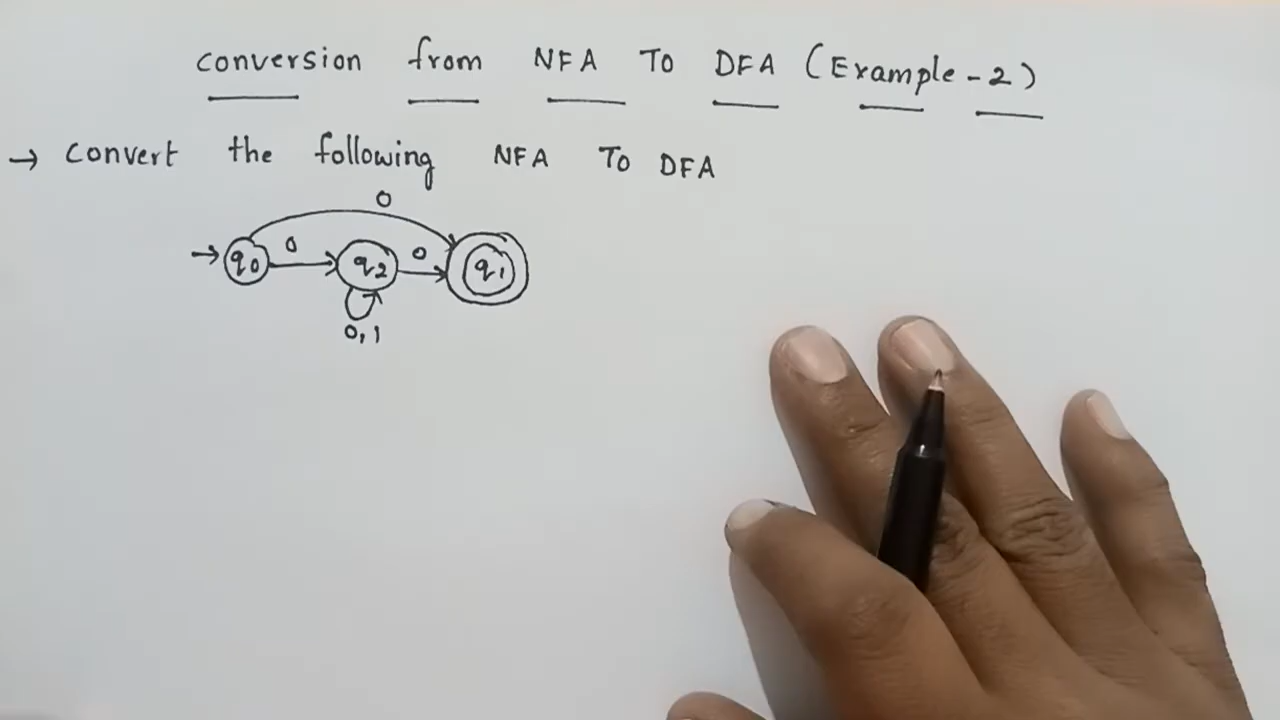 conversion from NFA TO DFA (Example-2)
→ convert the following NFA TO DFA
0
→ q0 0 q2 0 q1
0,1